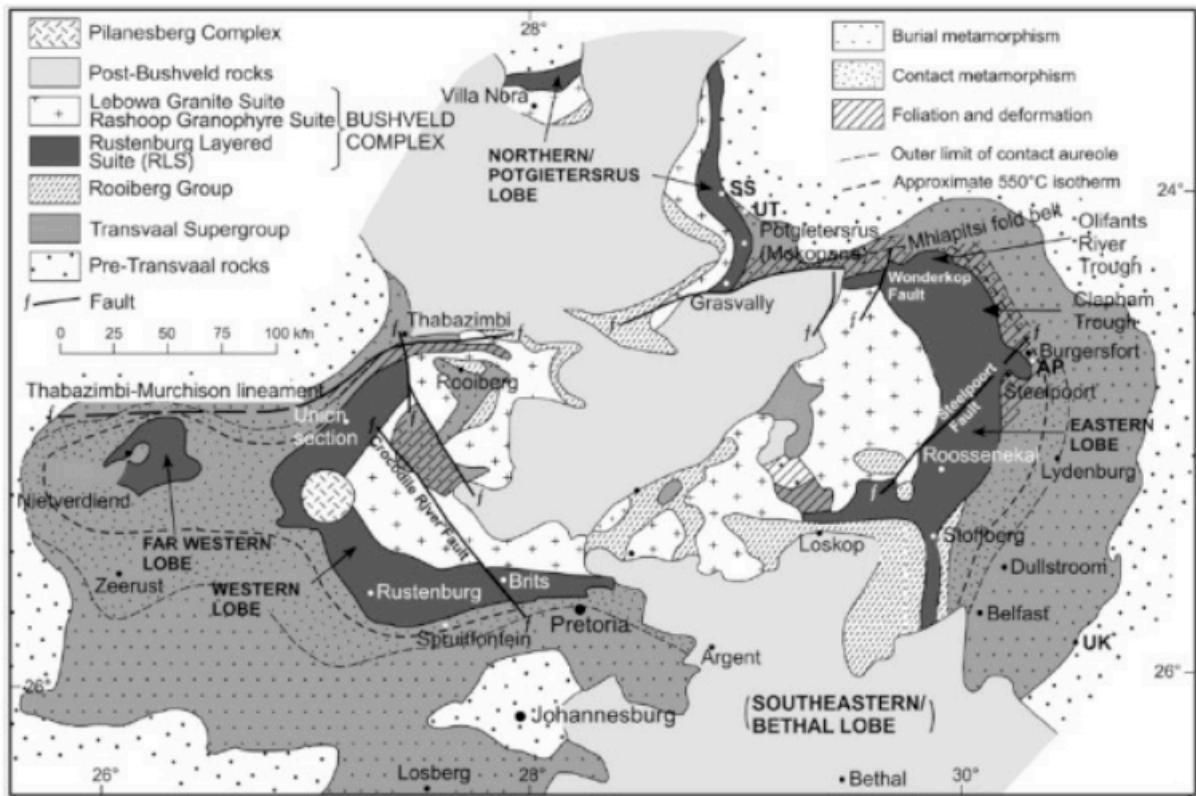 28°
Pilanesberg Complex
Post-Bushveld rocks
Lebowa Granite Suite
Rashoop Granophyre Suite
Rustenburg Layered
Suite (RLS)
BUSHVELD
COMPLEX
Rooiberg Group
Transvaal Supergroup
Pre-Transvaal rocks
f
Fault
0 25 50 75 100 km
Burial metamorphism
Contact metamorphism
Foliation and deformation
Outer limit of contact aureole
Approximate 550°C isotherm
24°
Villa Nora
NORTHERN/
POTGIETERSRUS
LOBE
SS
UT
Potgietersrus
(Mokopane)
Mhlapitsi fold belt
Olifants
River
Trough
Wonderkop
Fault
Grasvally
Clapham
Trough
f
f
f
f
f
f
Thabazimbi
Burgersfort
AP
Steelpoort
Rooiberg
Thabazimbi-Murchison lineament
f
Union
section
f
Crocodile River Fault
f
Steelpoort Fault
EASTERN
LOBE
Roossenekal
Lydenburg
f
Nietverdiend
FAR WESTERN
LOBE
Zeerust
WESTERN
LOBE
Rustenburg
Brits
f
Loskop
Stoffberg
Dullstroom
Belfast
Spruitfontein
Pretoria
Argent
UK
26°
26°
Johannesburg
(SOUTHEASTERN/
BETHAL LOBE)
Losberg
Bethal
26°
28°
30°